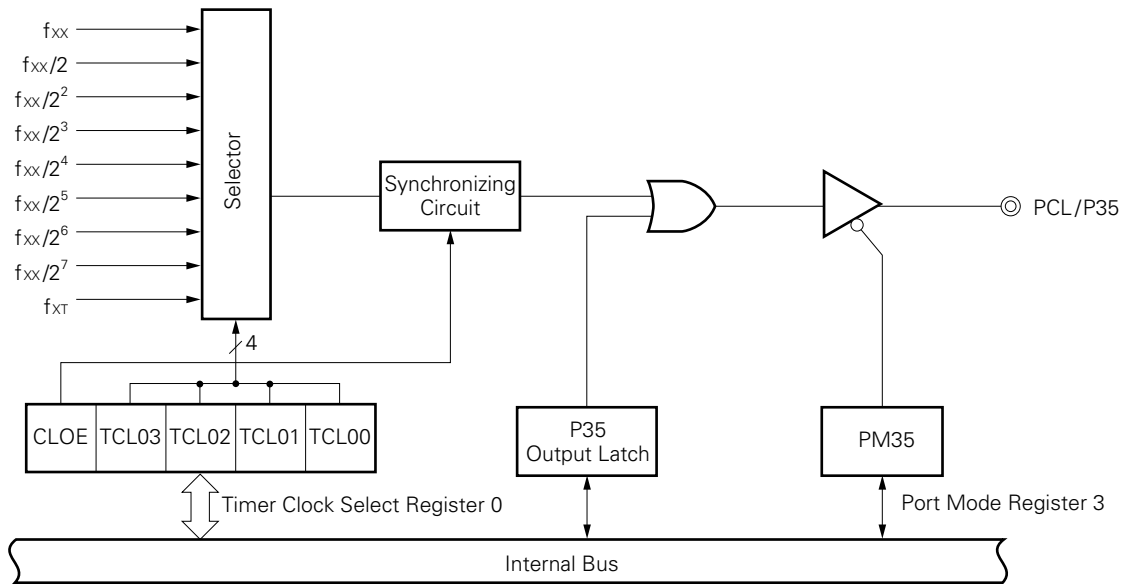 fXX
fXX/2
fXX/2²
fXX/2³
fXX/2⁴
fXX/2⁵
fXX/2⁶
fXX/2⁷
fXT
Selector
4
Synchronizing
Circuit
PCL/P35
CLOE TCL03 TCL02 TCL01 TCL00
P35
Output Latch
PM35
Timer Clock Select Register 0
Port Mode Register 3
Internal Bus